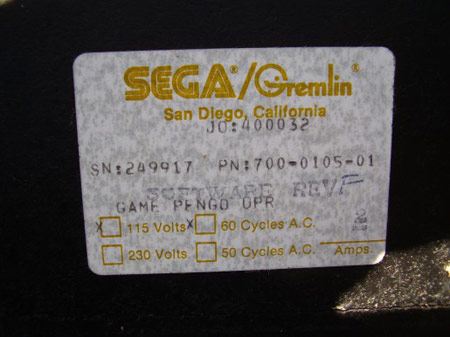 SEGA®/Gremlin®
San Diego, California
JO:400032
SN:249917 PN:700-0105-01
SOFTWARE REV F
GAME PENGO UPR
X 115 Volts X 60 Cycles A.C.
230 Volts 50 Cycles A.C. Amps.